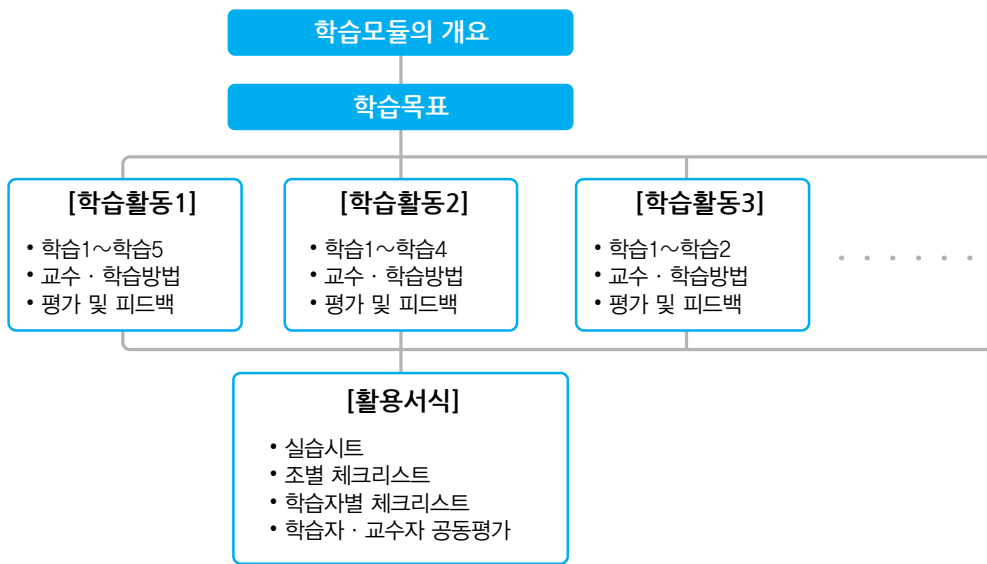 학습모듈의 개요
학습목표
[학습활동1]
• 학습1~학습5
• 교수 · 학습방법
• 평가 및 피드백
[학습활동2]
• 학습1~학습4
• 교수 · 학습방법
• 평가 및 피드백
[학습활동3]
• 학습1~학습2
• 교수 · 학습방법
• 평가 및 피드백
[활용서식]
• 실습시트
• 조별 체크리스트
• 학습자별 체크리스트
• 학습자 · 교수자 공동평가